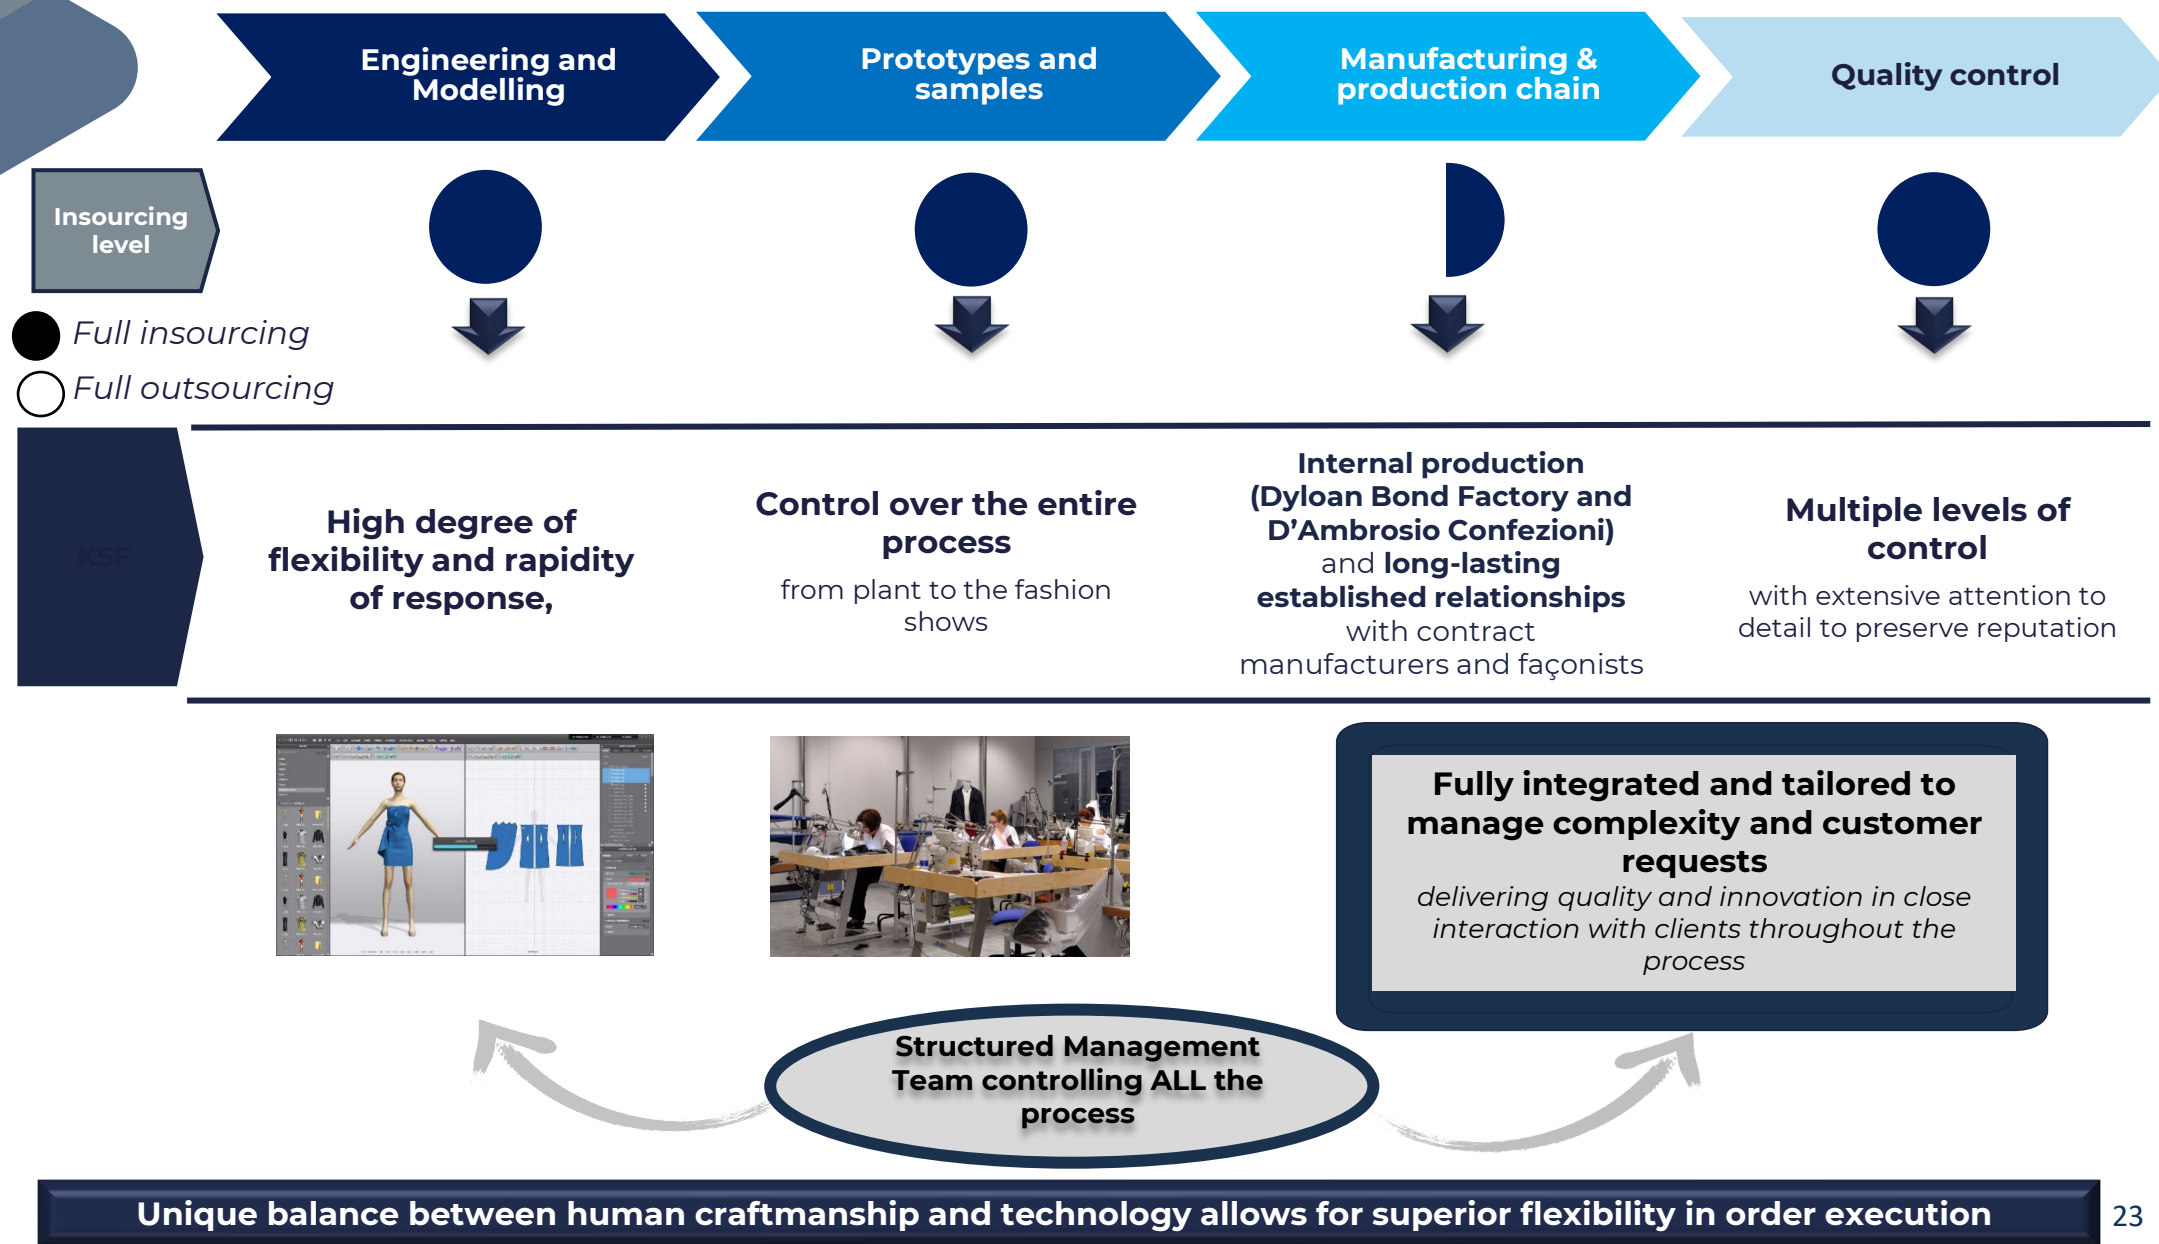 Engineering and
Modelling
Prototypes and
samples
Manufacturing &
production chain
Quality control
Insourcing
level
Full insourcing
Full outsourcing
KSF
High degree of
flexibility and rapidity
of response,
Control over the entire
process
from plant to the fashion
shows
Internal production
(Dyloan Bond Factory and
D’Ambrosio Confezioni)
and long-lasting
established relationships
with contract
manufacturers and façonists
Multiple levels of
control
with extensive attention to
detail to preserve reputation
Fully integrated and tailored to
manage complexity and customer
requests
delivering quality and innovation in close
interaction with clients throughout the
process
Structured Management
Team controlling ALL the
process
Unique balance between human craftmanship and technology allows for superior flexibility in order execution
23